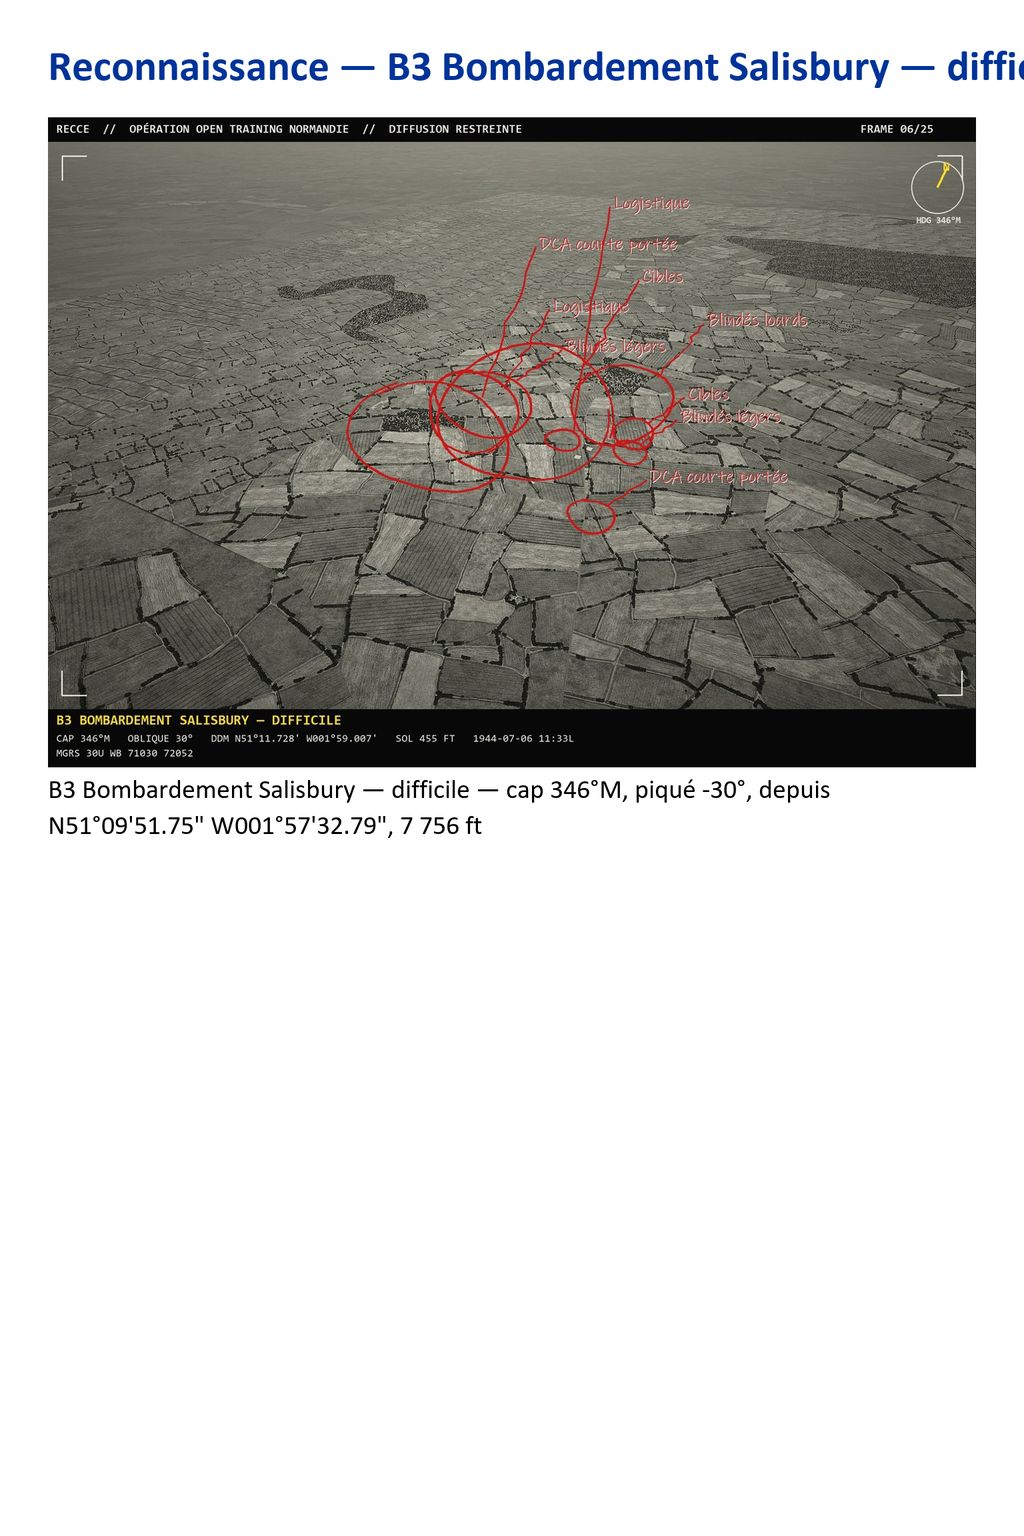 Reconnaissance — B3 Bombardement Salisbury — diffic
RECCE // OPÉRATION OPEN TRAINING NORMANDIE // DIFFUSION RESTREINTE
FRAME 06/25
N
HDG 346°M
Logistique
DCA courte portée
Cibles
Logistique
Blindés lourds
Blindés légers
Cibles
Blindés légers
DCA courte portée
B3 BOMBARDEMENT SALISBURY — DIFFICILE
CAP 346°M OBLIQUE 30° DDM N51°11.728' W001°59.007' SOL 455 FT 1944-07-06 11:33L
MGRS 30U WB 71030 72052
B3 Bombardement Salisbury — difficile — cap 346°M, piqué -30°, depuis
N51°09'51.75" W001°57'32.79", 7 756 ft